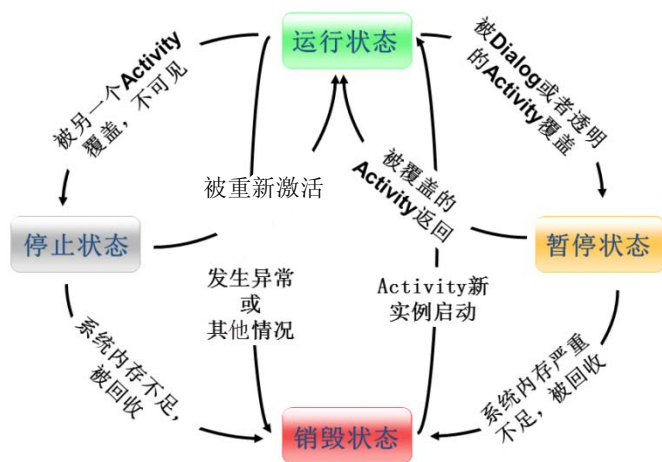 运行状态
被另一个Activity
覆盖，不可见
被Dialog或者透明
的Activity覆盖
被重新激活
被覆盖的
Activity返回
停止状态
暂停状态
发生异常
或
其他情况
Activity新
实例启动
系统内存不足，
被回收
系统内存严重
不足，被回收
销毁状态